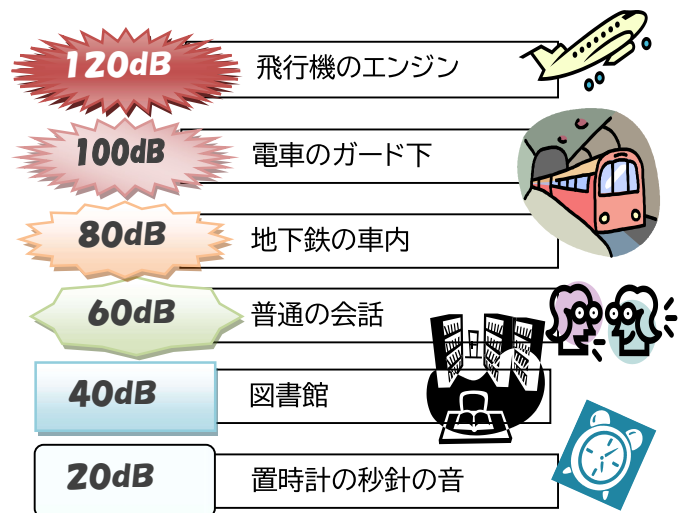 120dB 飛行機のエンジン
100dB 電車のガード下
80dB 地下鉄の車内
60dB 普通の会話
40dB 図書館
20dB 置時計の秒針の音